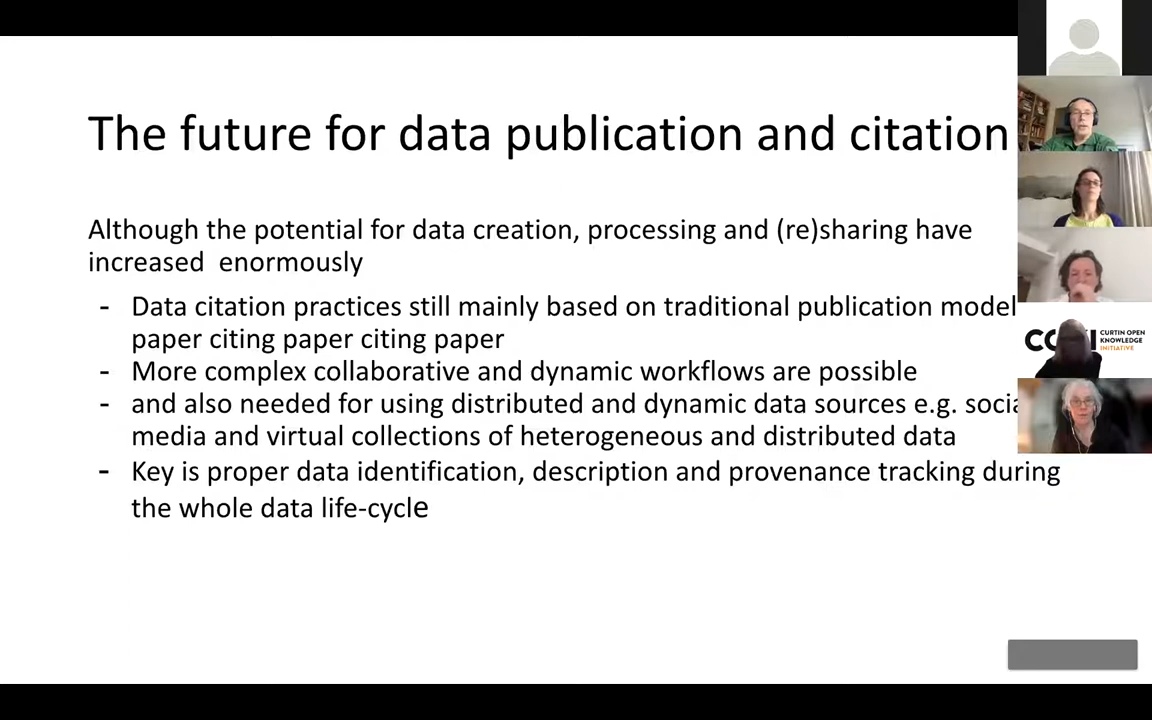 The future for data publication and citation
Although the potential for data creation, processing and (re)sharing have
increased enormously
- Data citation practices still mainly based on traditional publication model
paper citing paper citing paper
- More complex collaborative and dynamic workflows are possible
- and also needed for using distributed and dynamic data sources e.g.
media and virtual collections of heterogeneous and distributed data
- Key is proper data identification, description and provenance tracking during
the whole data life-cycle
CURTIN OPEN
KNOWLEDGE
INITIATIVE